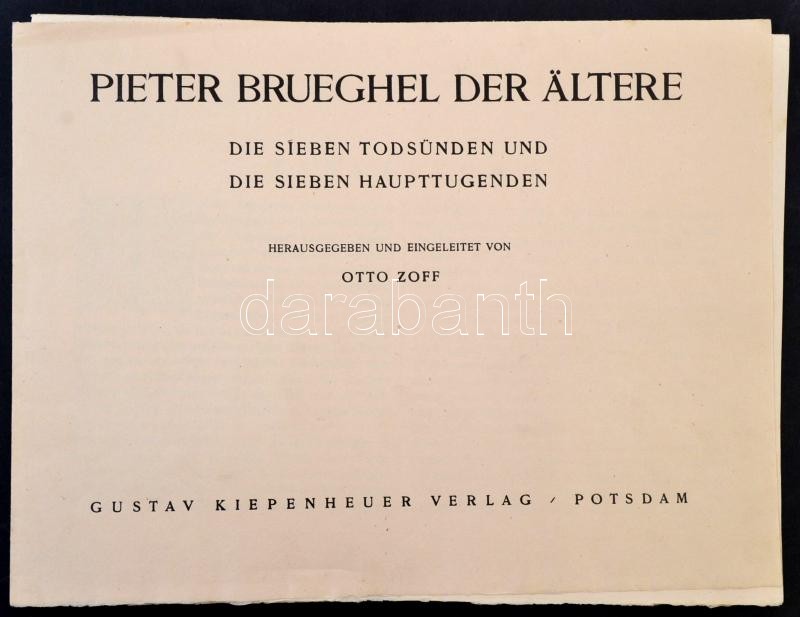 PIETER BRUEGHEL DER ÄLTERE
DIE SIEBEN TODSÜNDEN UND
DIE SIEBEN HAUPTTUGENDEN
HERAUSGEGEBEN UND EINGELEITET VON
OTTO ZOFF
darabanth
GUSTAV KIEPENHEUER VERLAG / POTSDAM